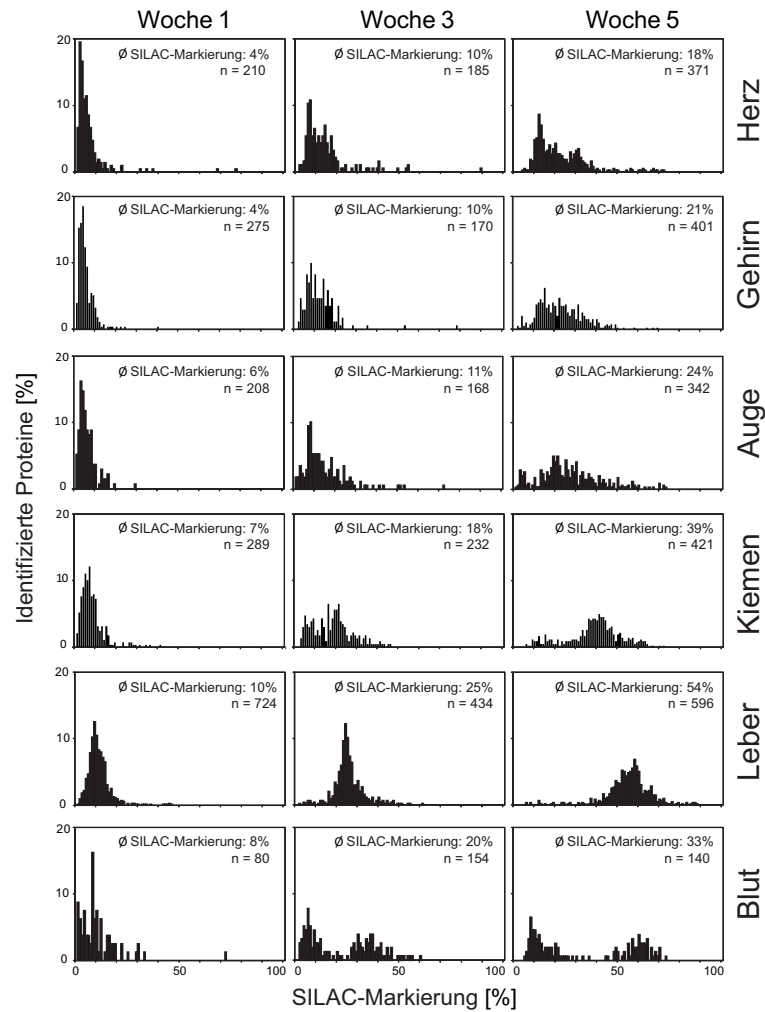 Woche 1 Woche 3 Woche 5
20
10
0
Ø SILAC-Markierung: 4%
n = 210
Ø SILAC-Markierung: 10%
n = 185
Ø SILAC-Markierung: 18%
n = 371
Herz
20
10
0
Ø SILAC-Markierung: 4%
n = 275
Ø SILAC-Markierung: 10%
n = 170
Ø SILAC-Markierung: 21%
n = 401
Gehirn
20
10
0
Ø SILAC-Markierung: 6%
n = 208
Ø SILAC-Markierung: 11%
n = 168
Ø SILAC-Markierung: 24%
n = 342
Auge
Identifizierte Proteine [%]
20
10
0
Ø SILAC-Markierung: 7%
n = 289
Ø SILAC-Markierung: 18%
n = 232
Ø SILAC-Markierung: 39%
n = 421
Kiemen
20
10
0
Ø SILAC-Markierung: 10%
n = 724
Ø SILAC-Markierung: 25%
n = 434
Ø SILAC-Markierung: 54%
n = 596
Leber
20
10
0
Ø SILAC-Markierung: 8%
n = 80
Ø SILAC-Markierung: 20%
n = 154
Ø SILAC-Markierung: 33%
n = 140
Blut
0 50 100 0 50 100 0 50 100
SILAC-Markierung [%]